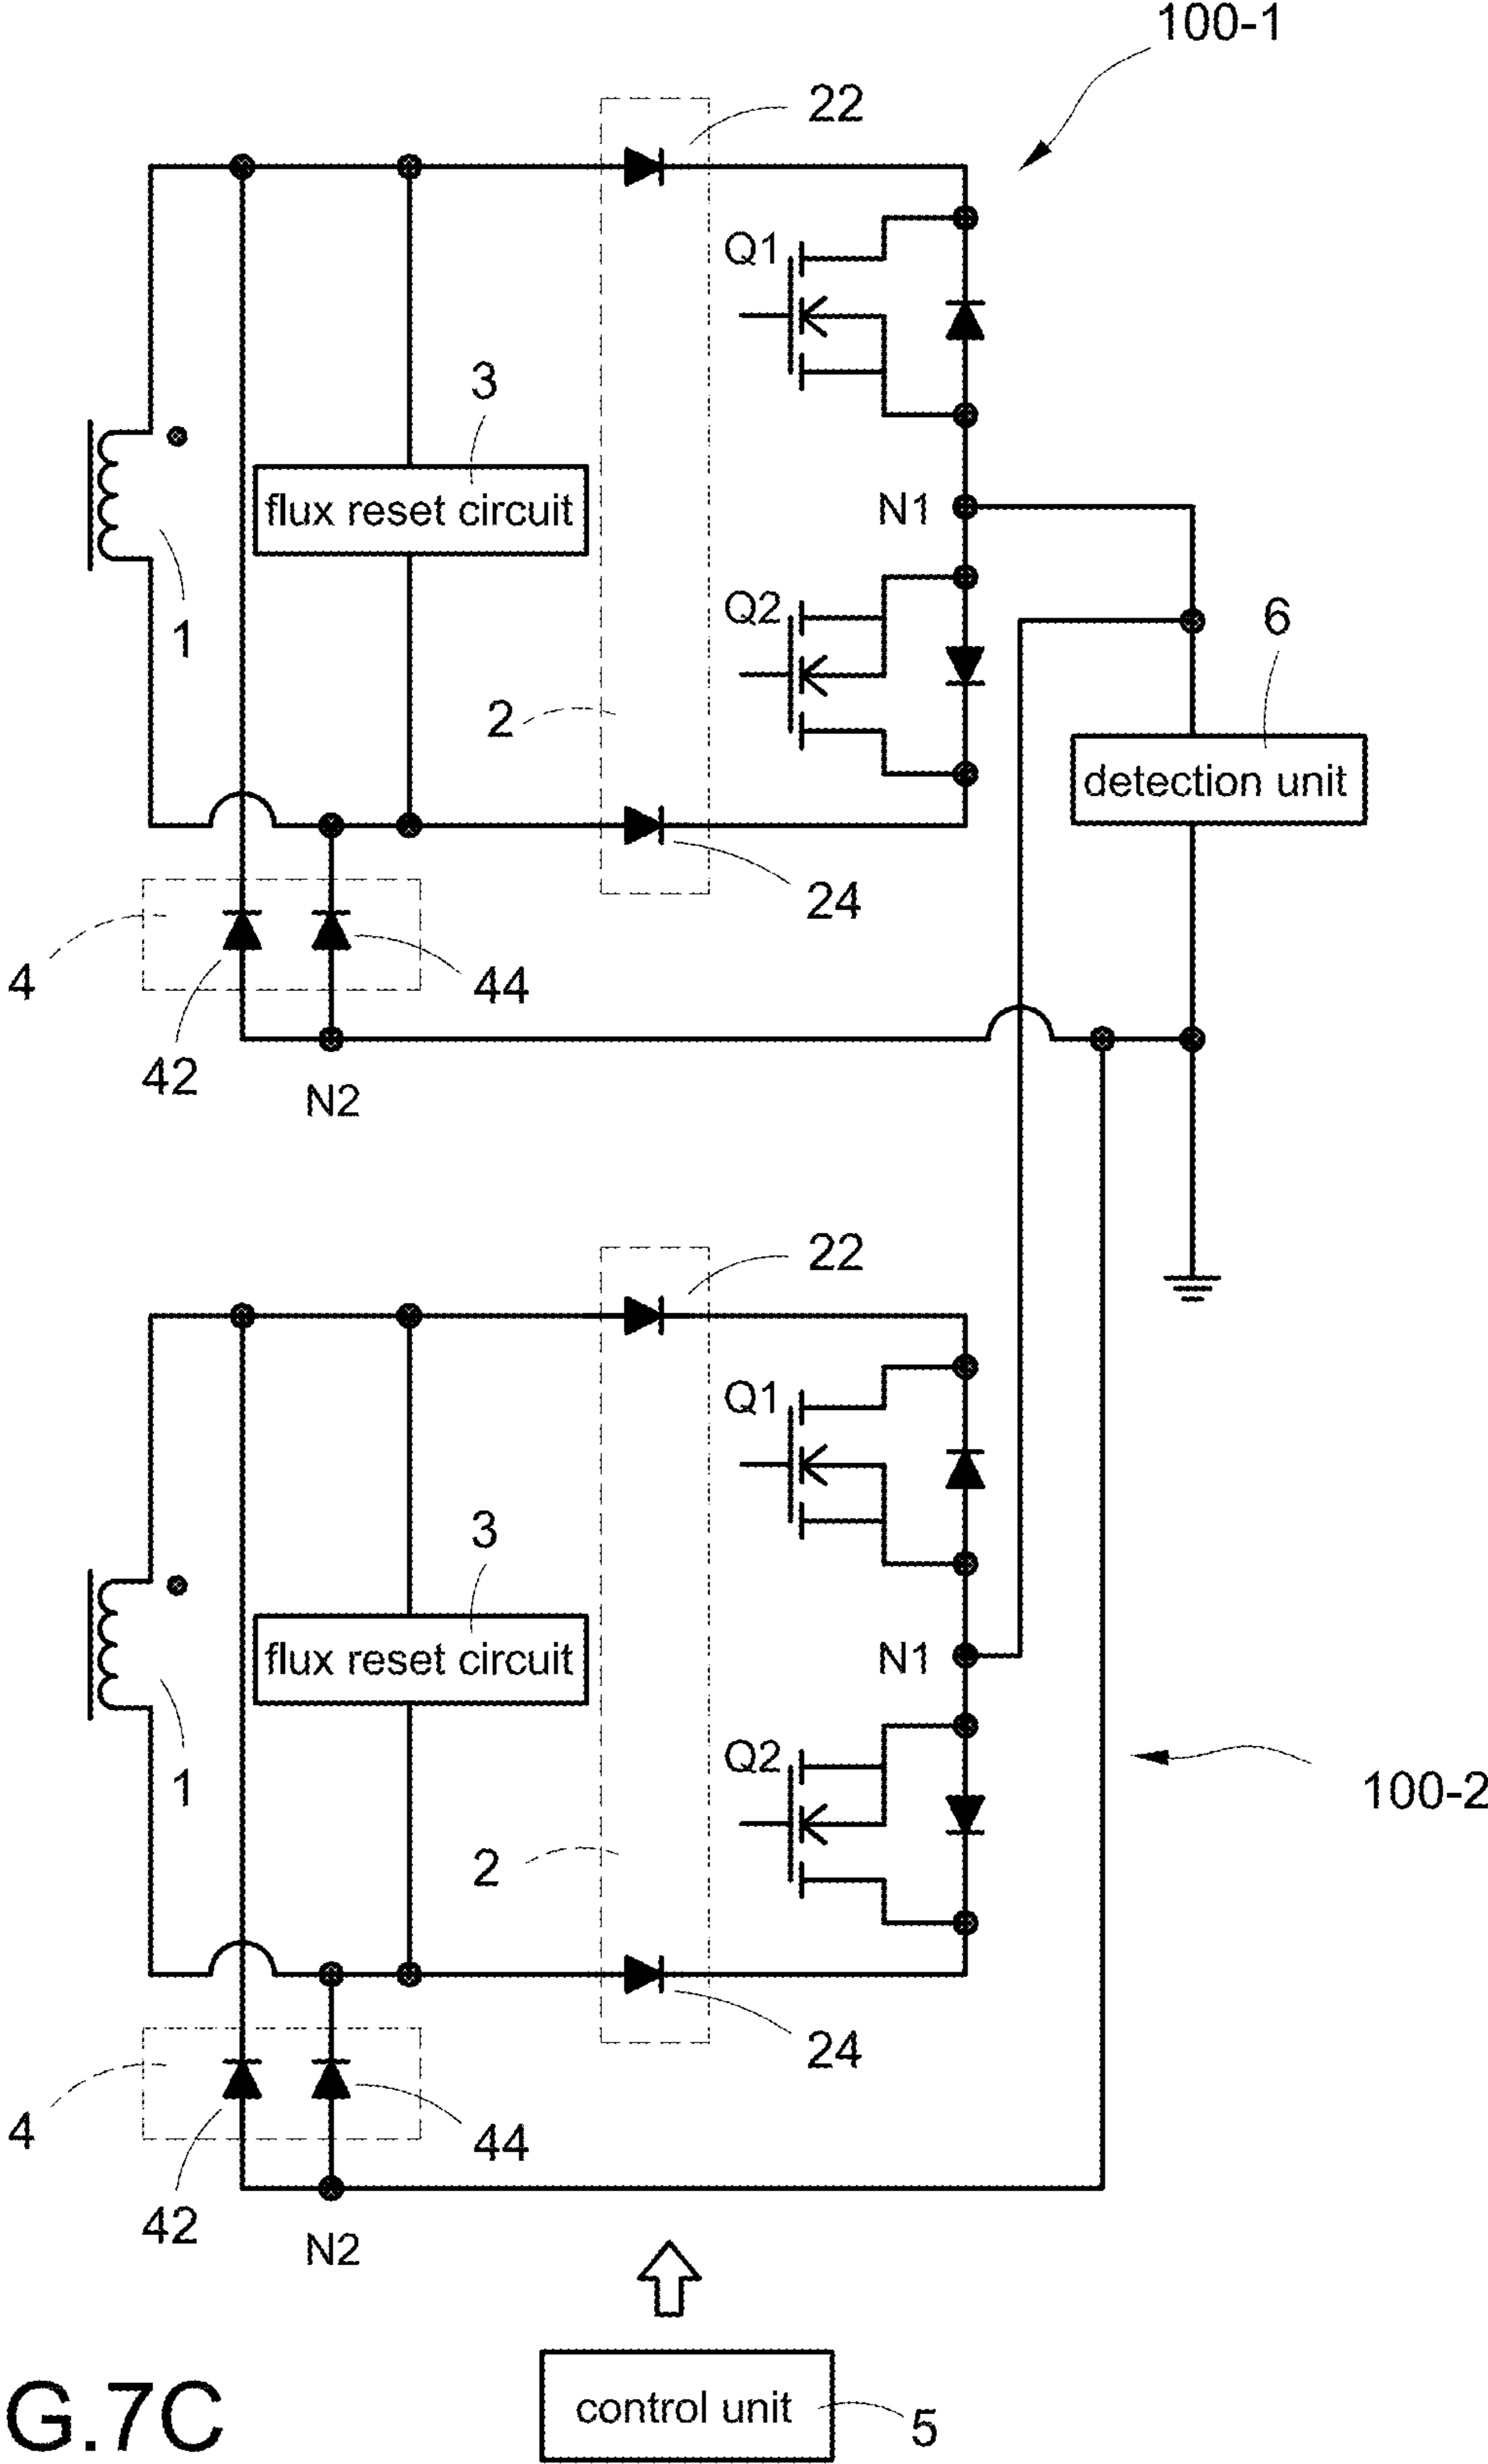 100-1
22
Q1
3
flux reset circuit
N1
1
Q2
6
2
detection unit
24
4
44
42
N2
22
Q1
3
flux reset circuit
N1
1
Q2
100-2
2
24
4
44
42
N2
G.7C
control unit
5